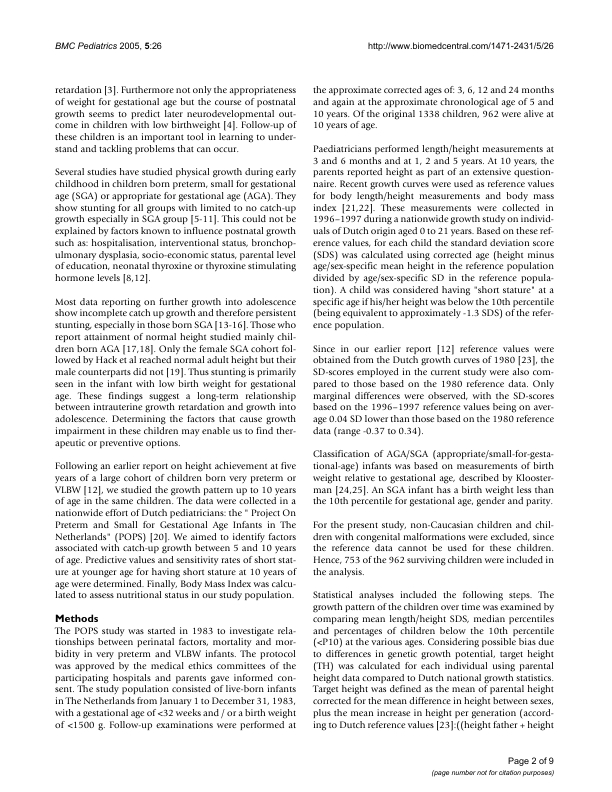 BMC Pediatrics 2005, 5:26
http://www.biomedcentral.com/1471-2431/5/26
retardation [3]. Furthermore not only the appropriateness
of weight for gestational age but the course of postnatal
growth seems to predict later neurodevelopmental out-
come in children with low birthweight [4]. Follow-up of
these children is an important tool in learning to under-
stand and tackling problems that can occur.
Several studies have studied physical growth during early
childhood in children born preterm, small for gestational
age (SGA) or appropriate for gestational age (AGA). They
show stunting for all groups with limited to no catch-up
growth especially in SGA group [5-11]. This could not be
explained by factors known to influence postnatal growth
such as: hospitalisation, interventional status, bronchop-
ulmonary dysplasia, socio-economic status, parental level
of education, neonatal thyroxine or thyroxine stimulating
hormone levels [8,12].
Most data reporting on further growth into adolescence
show incomplete catch up growth and therefore persistent
stunting, especially in those born SGA [13-16]. Those who
report attainment of normal height studied mainly chil-
dren born AGA [17,18]. Only the female SGA cohort fol-
lowed by Hack et al reached normal adult height but their
male counterparts did not [19]. Thus stunting is primarily
seen in the infant with low birth weight for gestational
age. These findings suggest a long-term relationship
between intrauterine growth retardation and growth into
adolescence. Determining the factors that cause growth
impairment in these children may enable us to find ther-
apeutic or preventive options.
Following an earlier report on height achievement at five
years of a large cohort of children born very preterm or
VLBW [12], we studied the growth pattern up to 10 years
of age in the same children. The data were collected in a
nationwide effort of Dutch pediatricians: the " Project On
Preterm and Small for Gestational Age Infants in The
Netherlands" (POPS) [20]. We aimed to identify factors
associated with catch-up growth between 5 and 10 years
of age. Predictive values and sensitivity rates of short stat-
ure at younger age for having short stature at 10 years of
age were determined. Finally, Body Mass Index was calcu-
lated to assess nutritional status in our study population.
Methods
The POPS study was started in 1983 to investigate rela-
tionships between perinatal factors, mortality and mor-
bidity in very preterm and VLBW infants. The protocol
was approved by the medical ethics committees of the
participating hospitals and parents gave informed con-
sent. The study population consisted of live-born infants
in The Netherlands from January 1 to December 31, 1983,
with a gestational age of <32 weeks and / or a birth weight
of <1500 g. Follow-up examinations were performed at
the approximate corrected ages of: 3, 6, 12 and 24 months
and again at the approximate chronological age of 5 and
10 years. Of the original 1338 children, 962 were alive at
10 years of age.
Paediatricians performed length/height measurements at
3 and 6 months and at 1, 2 and 5 years. At 10 years, the
parents reported height as part of an extensive question-
naire. Recent growth curves were used as reference values
for body length/height measurements and body mass
index [21,22]. These measurements were collected in
1996–1997 during a nationwide growth study on individ-
uals of Dutch origin aged 0 to 21 years. Based on these ref-
erence values, for each child the standard deviation score
(SDS) was calculated using corrected age (height minus
age/sex-specific mean height in the reference population
divided by age/sex-specific SD in the reference popula-
tion). A child was considered having "short stature" at a
specific age if his/her height was below the 10th percentile
(being equivalent to approximately -1.3 SDS) of the refer-
ence population.
Since in our earlier report [12] reference values were
obtained from the Dutch growth curves of 1980 [23], the
SD-scores employed in the current study were also com-
pared to those based on the 1980 reference data. Only
marginal differences were observed, with the SD-scores
based on the 1996–1997 reference values being on aver-
age 0.04 SD lower than those based on the 1980 reference
data (range -0.37 to 0.34).
Classification of AGA/SGA (appropriate/small-for-gesta-
tional-age) infants was based on measurements of birth
weight relative to gestational age, described by Klooster-
man [24,25]. An SGA infant has a birth weight less than
the 10th percentile for gestational age, gender and parity.
For the present study, non-Caucasian children and chil-
dren with congenital malformations were excluded, since
the reference data cannot be used for these children.
Hence, 753 of the 962 surviving children were included in
the analysis.
Statistical analyses included the following steps. The
growth pattern of the children over time was examined by
comparing mean length/height SDS, median percentiles
and percentages of children below the 10th percentile
(<P10) at the various ages. Considering possible bias due
to differences in genetic growth potential, target height
(TH) was calculated for each individual using parental
height data compared to Dutch national growth statistics.
Target height was defined as the mean of parental height
corrected for the mean difference in height between sexes,
plus the mean increase in height per generation (accord-
ing to Dutch reference values [23]:((height father + height
Page 2 of 9
(page number not for citation purposes)